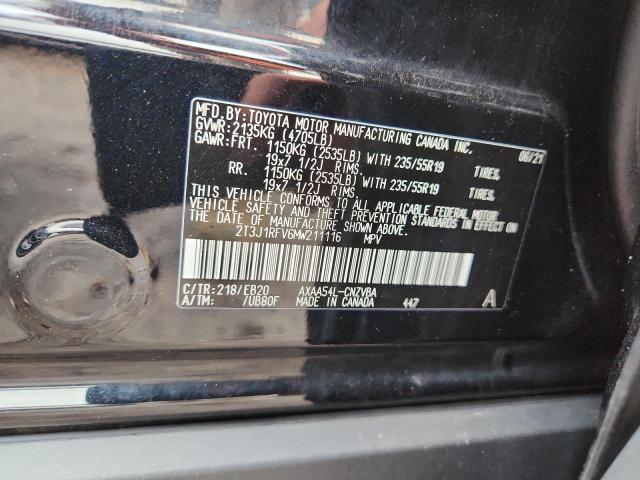 MFD. BY: TOYOTA MOTOR MANUFACTURING CANADA INC. 06/21
GVWR: 2135KG (4705LB)
GAWR: FRT. 1150KG (2535LB) WITH 235/55R19 TIRES.
19x7 1/2J
RR. 1150KG (2535LB) WITH 235/55R19 TIRES.
19x7 1/2J
THIS VEHICLE CONFORMS TO ALL APPLICABLE FEDERAL MOTOR
VEHICLE SAFETY AND THEFT PREVENTION STANDARDS IN EFFECT ON
THE DATE OF MANUFACTURE SHOWN ABOVE.
2T3J1RFV6MW211116 MPV
C/TR: 218/EB20 AXAA54L-CNZVBA
A/TM: /UB80F MADE IN CANADA 447 A